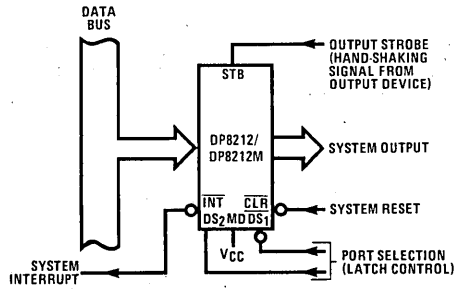 DATA
BUS
OUTPUT STROBE
(HAND-SHAKING
SIGNAL FROM
OUTPUT DEVICE)
STB
DP8212/
DP8212M
SYSTEM OUTPUT
INT CLR
SYSTEM RESET
DS2 MD DS1
VCC
PORT SELECTION
(LATCH CONTROL)
SYSTEM
INTERRUPT